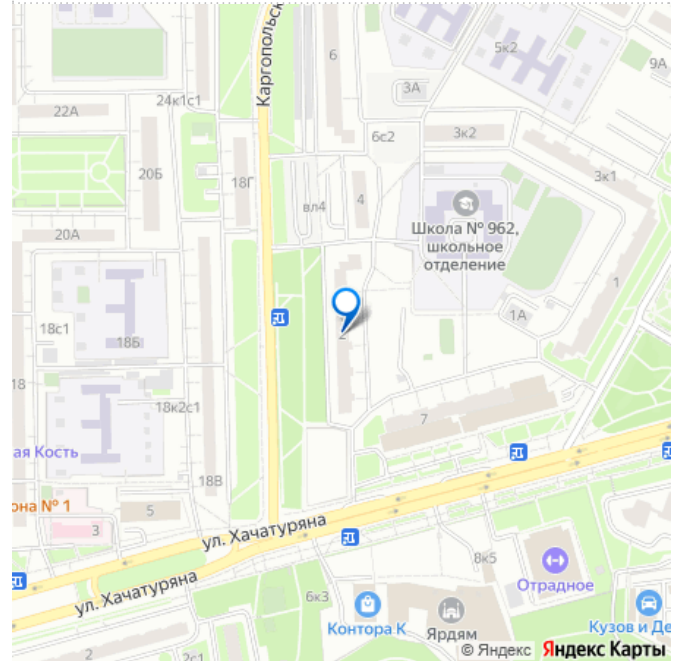 Каргопольск
6
5к2
9А
3А
24к1с1
22А
6с2
3к2
20Б
18Г
3к1
вл4
4
Школа № 962,
школьное
отделение
20А
1
1А
18с1
2
18Б
18
18к2с1
7
ая Кость
18В
она № 1
5
3
ул. Хачатуряна
8к5
ул. Хачатуряна
6к3
Отрадное
Контора К
Ярдям
Кузов и Де
2
2с1
© Яндекс Яндекс Карты